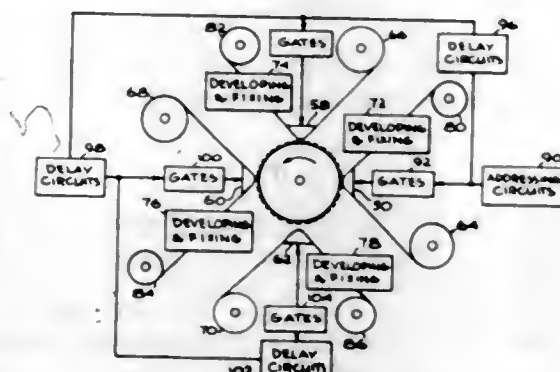 82
74
GATES
66
96
DELAY
CIRCUITS
DEVELOPING
& FIXING
58
72
DEVELOPING
& FIXING
80
68
98
DELAY
CIRCUITS
100
GATES
60
92
GATES
50
90
ADDRESSING
CIRCUITS
76
DEVELOPING
& FIXING
64
84
62
78
DEVELOPING
& FIXING
70
104
GATES
86
102
DELAY
CIRCUITS